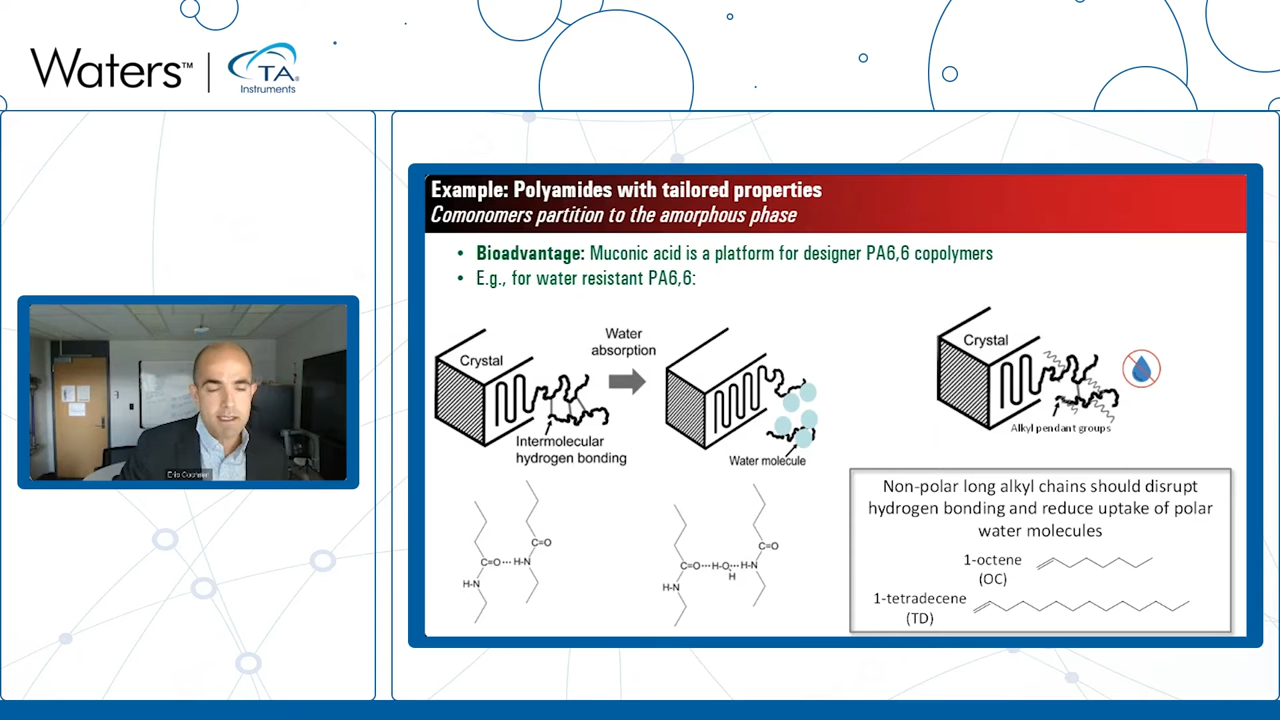 Waters™
TA®
Instruments
Example: Polyamides with tailored properties
Comonomers partition to the amorphous phase
• Bioadvantage: Muconic acid is a platform for designer PA6,6 copolymers
• E.g., for water resistant PA6,6:
Crystal
Intermolecular
hydrogen bonding
Water
absorption
Water molecule
Crystal
Alkyl pendant groups
C=O
C=O···H-N
H-N
C=O
C=O···H-O···H-N
H
H-N
Non-polar long alkyl chains should disrupt
hydrogen bonding and reduce uptake of polar
water molecules
1-octene
(OC)
1-tetradecene
(TD)